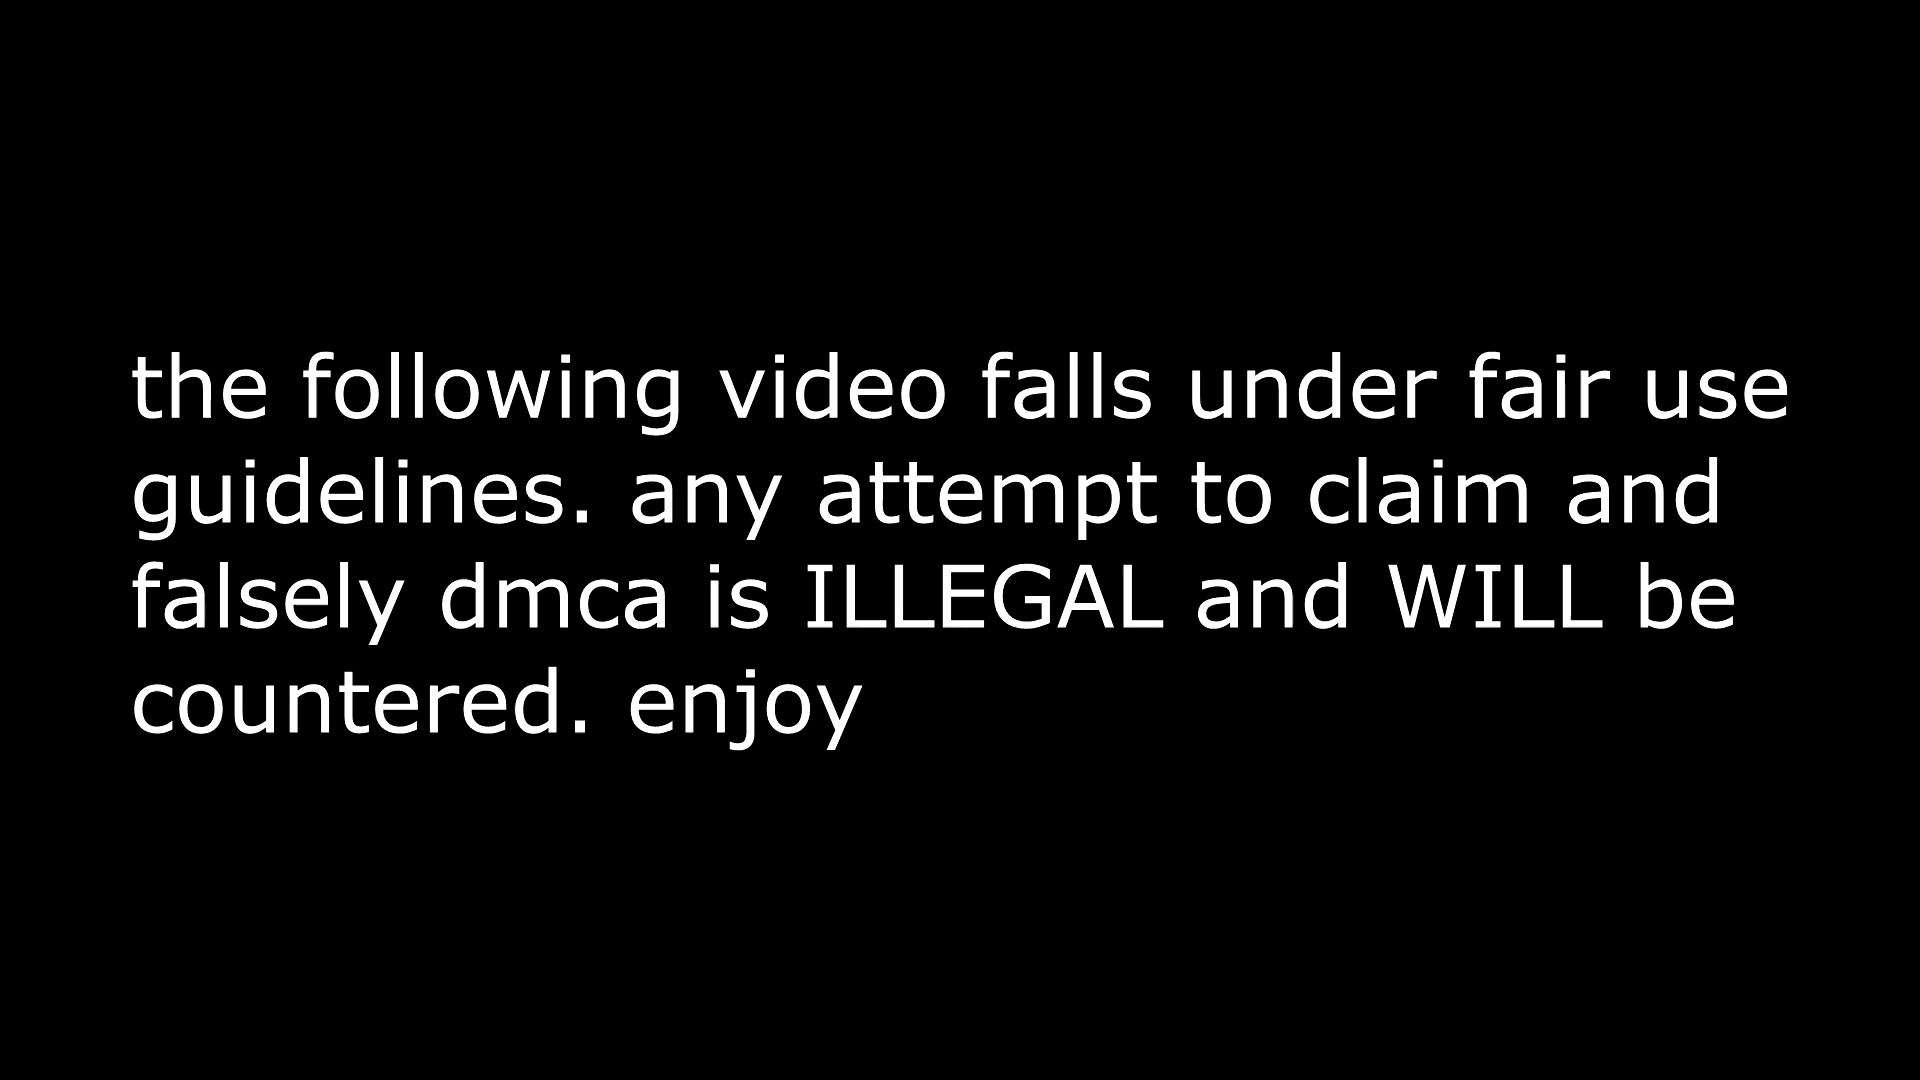 the following video falls under fair use
guidelines. any attempt to claim and
falsely dmca is ILLEGAL and WILL be
countered. enjoy